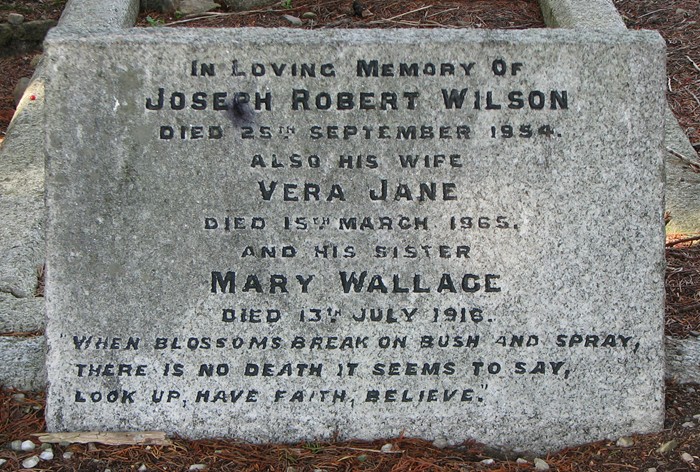 IN LOVING MEMORY OF
JOSEPH ROBERT WILSON
DIED 25TH SEPTEMBER 1954.
ALSO HIS WIFE
VERA JANE
DIED 15TH MARCH 1965.
AND HIS SISTER
MARY WALLACE
DIED 13TH JULY 1916.
"WHEN BLOSSOMS BREAK ON BUSH AND SPRAY,
THERE IS NO DEATH IT SEEMS TO SAY,
LOOK UP, HAVE FAITH, BELIEVE."